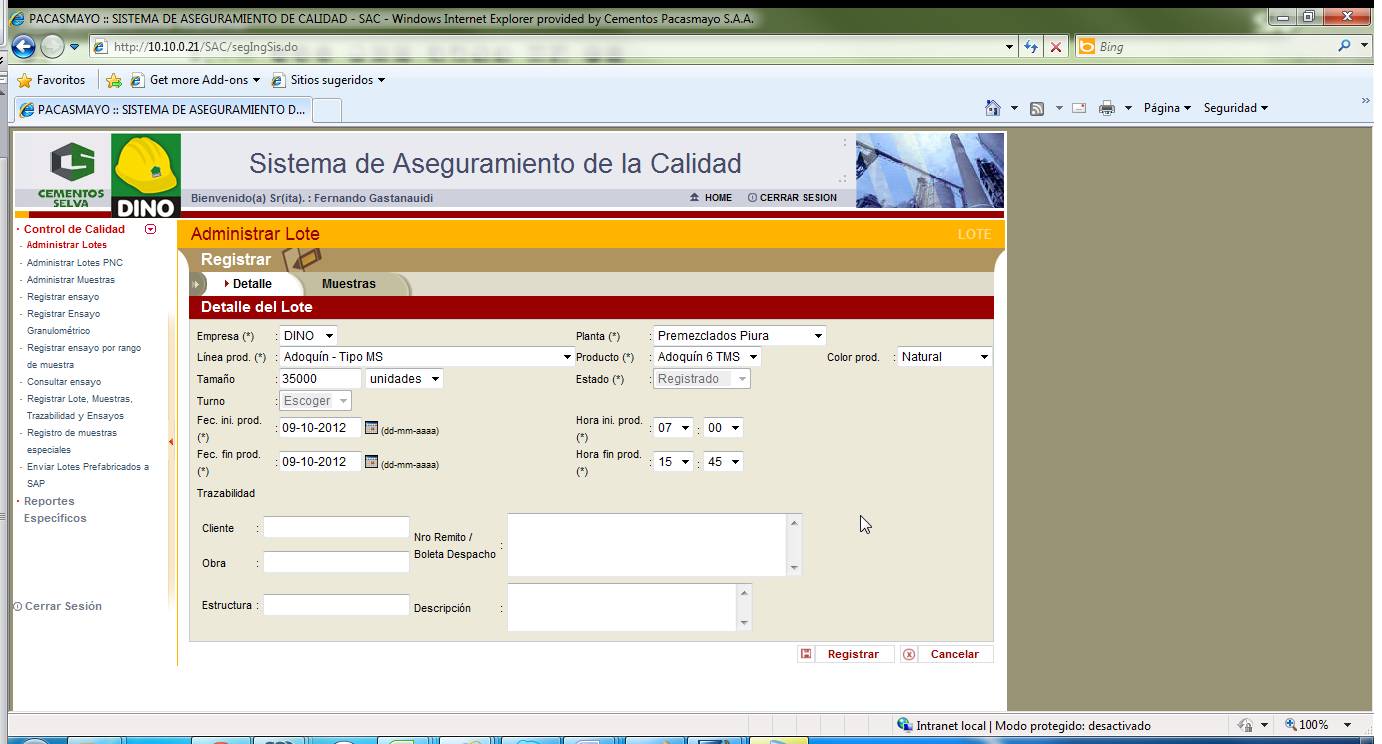 PACASMAYO :: SISTEMA DE ASEGURAMIENTO DE CALIDAD - SAC - Windows Internet Explorer provided by Cementos Pacasmayo S.A.A.
http://10.10.0.21/SAC/segIngSis.do
Bing
Favoritos Get more Add-ons Sitios sugeridos
PACASMAYO :: SISTEMA DE ASEGURAMIENTO D... Página Seguridad
CEMENTOS SELVA
DINO
Sistema de Aseguramiento de la Calidad
Bienvenido(a) Sr(ita). : Fernando Gastanauidi HOME CERRAR SESION
Control de Calidad
- Administrar Lotes
- Administrar Lotes PNC
- Administrar Muestras
- Registrar ensayo
- Registrar Ensayo
Granulométrico
- Registrar ensayo por rango
de muestra
- Consultar ensayo
- Registrar Lote, Muestras,
Trazabilidad y Ensayos
- Registro de muestras
especiales
- Enviar Lotes Prefabricados a
SAP
Reportes
Específicos
Cerrar Sesión
Administrar Lote LOTE
Registrar
Detalle Muestras
Detalle del Lote
Empresa (*) : DINO Planta (*) : Premezclados Piura
Línea prod. (*) : Adoquín - Tipo MS Producto (*) : Adoquín 6 TMS Color prod. : Natural
Tamaño : 35000 unidades Estado (*) : Registrado
Turno : Escoger
Fec. ini. prod. (*) : 09-10-2012 (dd-mm-aaaa) Hora ini. prod. (*) : 07 : 00
Fec. fin prod. (*) : 09-10-2012 (dd-mm-aaaa) Hora fin prod. (*) : 15 : 45
Trazabilidad
Cliente :
Nro Remito /
Boleta Despacho :
Obra :
Estructura :
Descripción :
Registrar Cancelar
Intranet local | Modo protegido: desactivado 100%